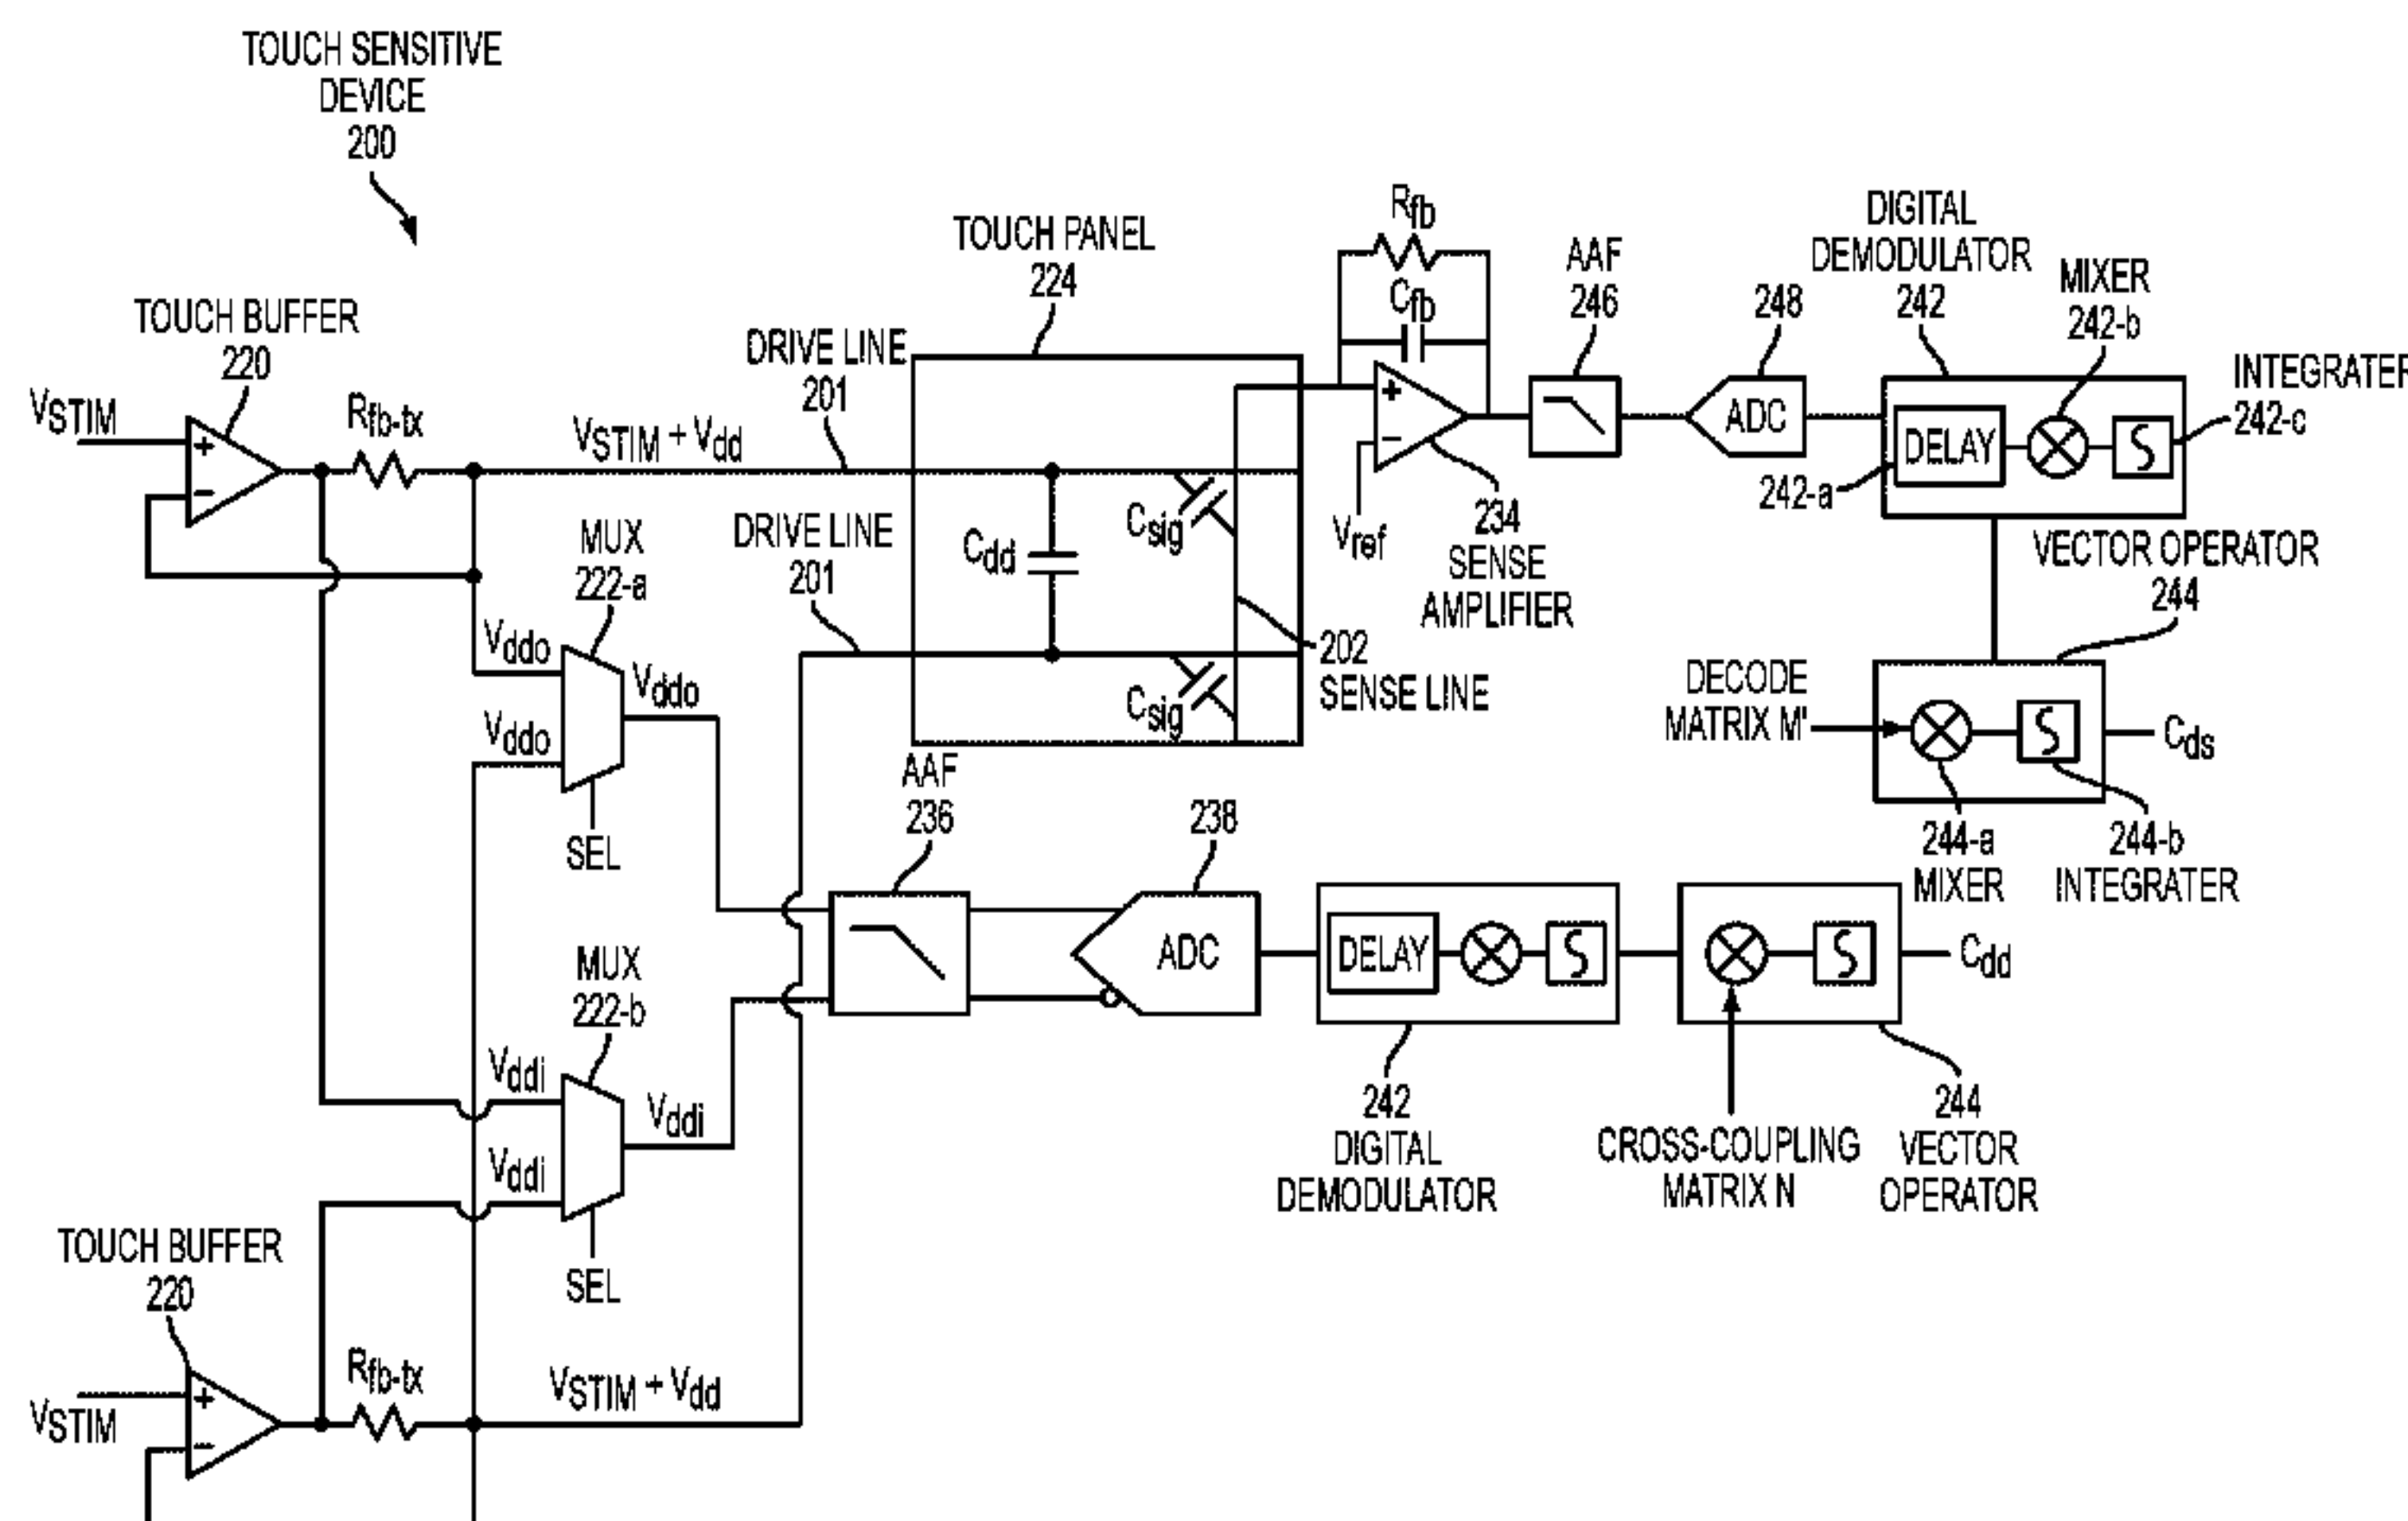 TOUCH SENSITIVE
DEVICE
200
TOUCH BUFFER
220
VSTIM
+
−
Rfb-tx
VSTIM + Vdd
DRIVE LINE
201
DRIVE LINE
201
TOUCH PANEL
224
Cdd
Csig
Csig
202
SENSE LINE
Rfb
Cfb
+
−
Vref
234
SENSE
AMPLIFIER
AAF
246
248
ADC
DIGITAL
DEMODULATOR
242
MIXER
242-b
INTEGRATER
242-c
DELAY
242-a
VECTOR OPERATOR
244
DECODE
MATRIX M'
Cds
244-a
MIXER
244-b
INTEGRATER
MUX
222-a
Vddo
Vddo
Vddo
SEL
AAF
236
238
ADC
DELAY
Cdd
242
DIGITAL
DEMODULATOR
CROSS-COUPLING
MATRIX N
244
VECTOR
OPERATOR
MUX
222-b
Vddi
Vddi
Vddi
SEL
TOUCH BUFFER
220
VSTIM
+
−
Rfb-tx
VSTIM + Vdd